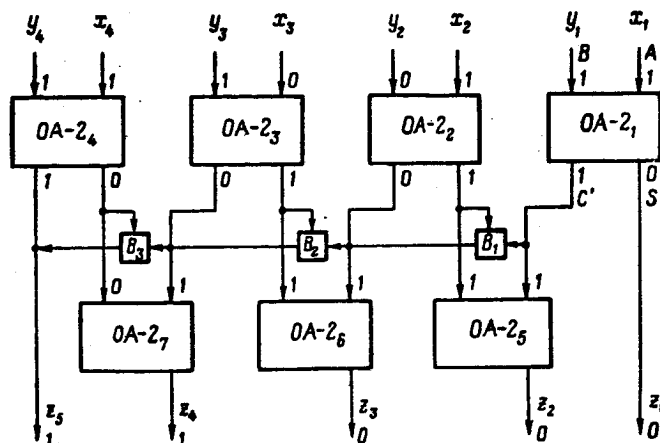 y₄ x₄ y₃ x₃ y₂ x₂ y₁ x₁
B A
1 1 1 0 0 1 1 1
OA-2₄ OA-2₃ OA-2₂ OA-2₁
1 0 0 1 0 1 1 0
C' S
B₃ B₂ B₁
0 1 1 1 1 1
OA-2₇ OA-2₆ OA-2₅
z₅ z₄ z₃ z₂ z
1 1 0 0 0